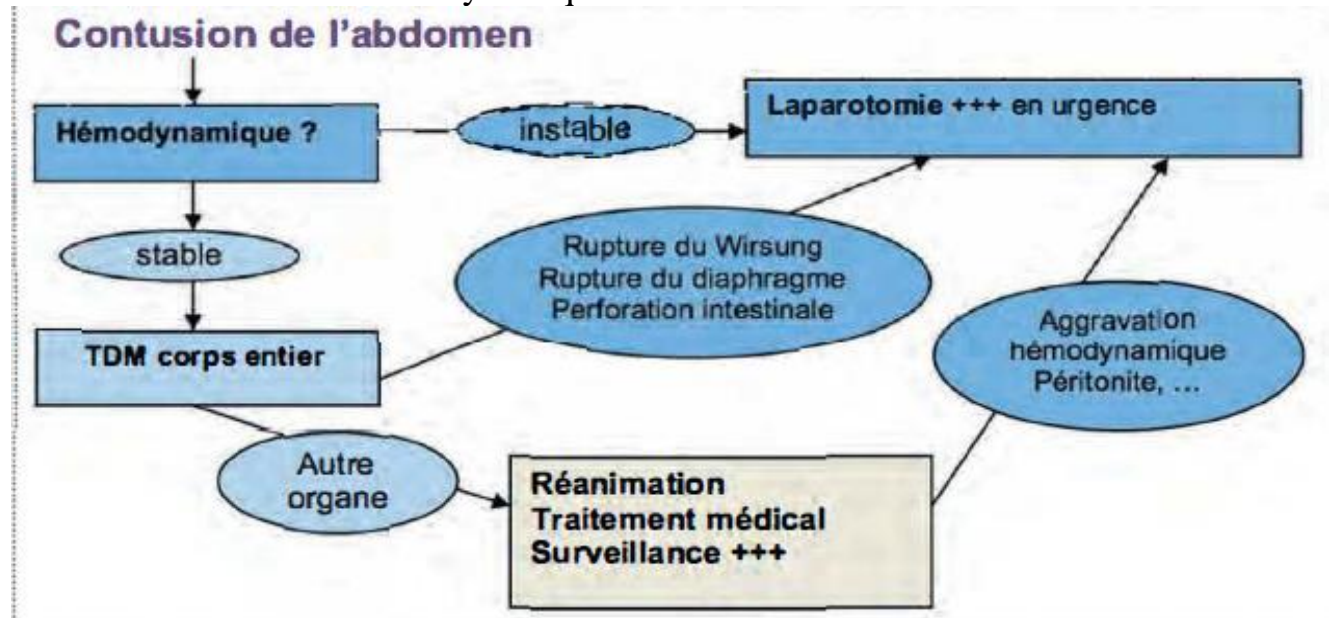 Contusion de l'abdomen
Hémodynamique ?
instable
Laparotomie +++ en urgence
stable
Rupture du Wirsung
Rupture du diaphragme
Perforation intestinale
TDM corps entier
Aggravation
hémodynamique
Péritonite, ...
Autre
organe
Réanimation
Traitement médical
Surveillance +++